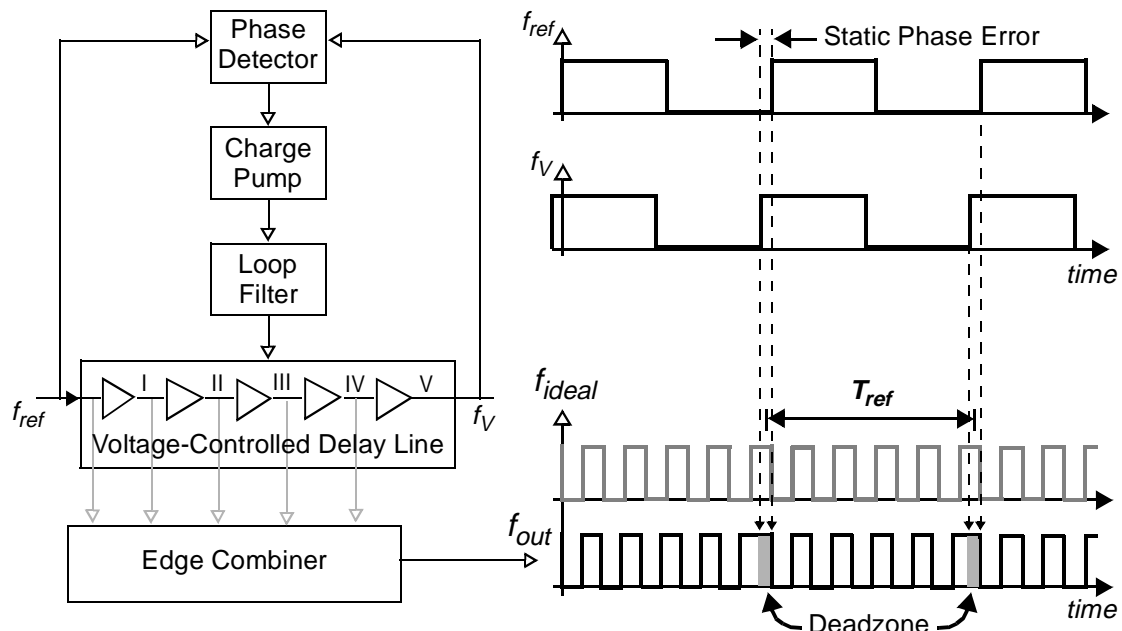 Phase
Detector
Charge
Pump
Loop
Filter
I II III IV V
f_ref
f_V
Voltage-Controlled Delay Line
Edge Combiner
f_ref
Static Phase Error
f_V
time
f_ideal
T_ref
f_out
time
Deadzone